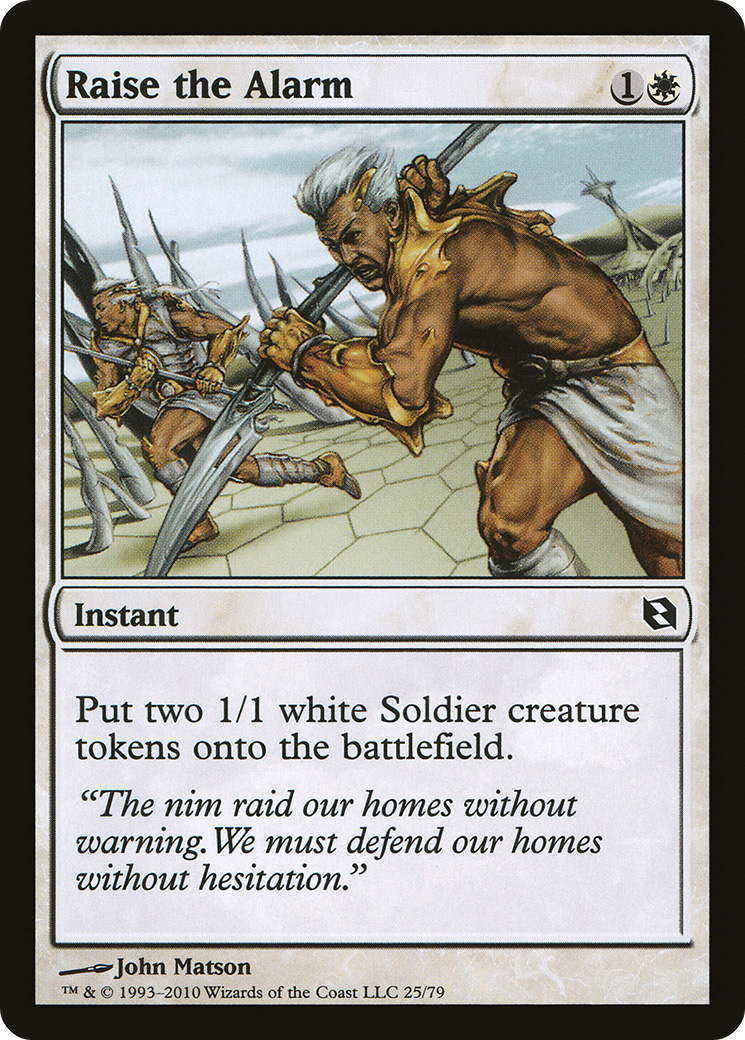 Raise the Alarm
1
Instant
Put two 1/1 white Soldier creature
tokens onto the battlefield.
“The nim raid our homes without
warning. We must defend our homes
without hesitation.”
John Matson
™ & © 1993–2010 Wizards of the Coast LLC 25/79